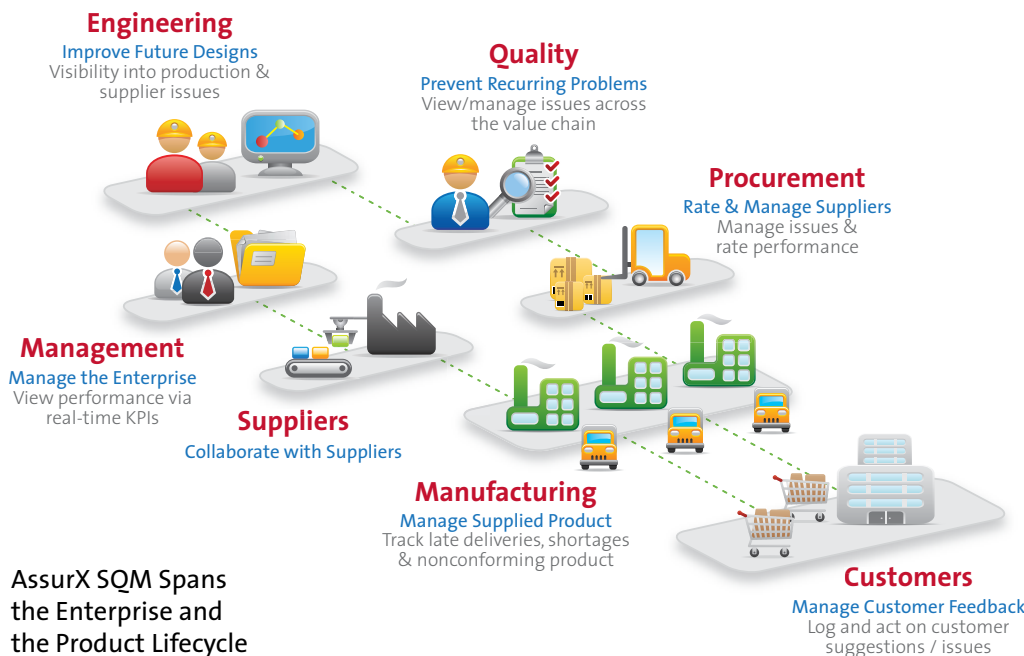 Engineering
Improve Future Designs
Visibility into production &
supplier issues
Quality
Prevent Recurring Problems
View/manage issues across
the value chain
Procurement
Rate & Manage Suppliers
Manage issues &
rate performance
Management
Manage the Enterprise
View performance via
real-time KPIs
Suppliers
Collaborate with Suppliers
Manufacturing
Manage Supplied Product
Track late deliveries, shortages
& nonconforming product
Customers
Manage Customer Feedback
Log and act on customer
suggestions / issues
AssurX SQM Spans
the Enterprise and
the Product Lifecycle